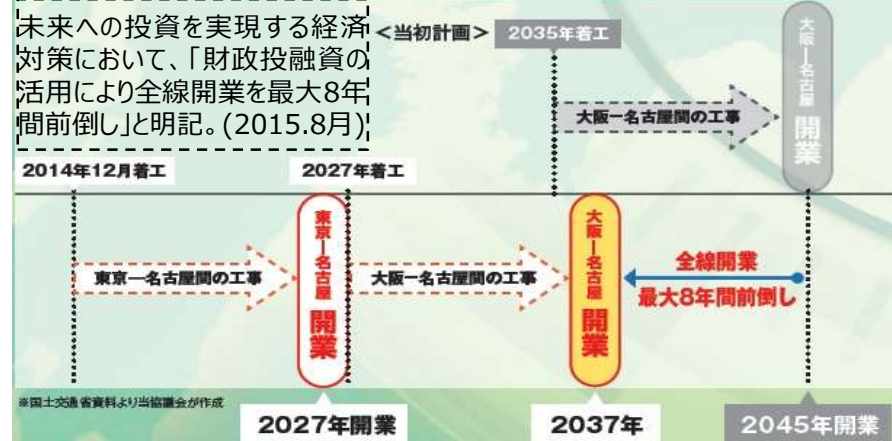 未来への投資を実現する経済
対策において、「財政投融資の
活用により全線開業を最大8年
間前倒し」と明記。(2015.8月)
<当初計画>
2035年着工
大阪ー名古屋間の工事
大阪ー名古屋
開業
2014年12月着工
2027年着工
東京ー名古屋間の工事
東京ー名古屋
開業
大阪ー名古屋間の工事
大阪ー名古屋
開業
全線開業
最大8年間前倒し
※国土交通省資料より当協議会が作成
2027年開業
2037年
2045年開業